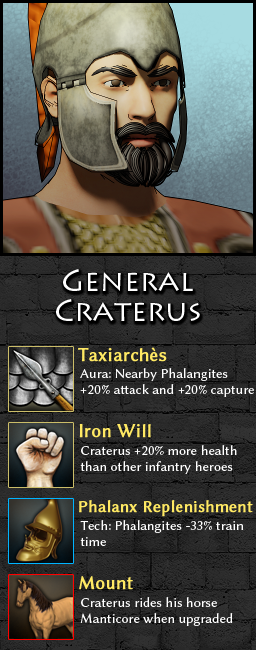 General
Craterus
Taxiarchès
Aura: Nearby Phalangites
+20% attack and +20% capture
Iron Will
Craterus +20% more health
than other infantry heroes
Phalanx Replenishment
Tech: Phalangites -33% train
time
Mount
Craterus rides his horse
Manticore when upgraded